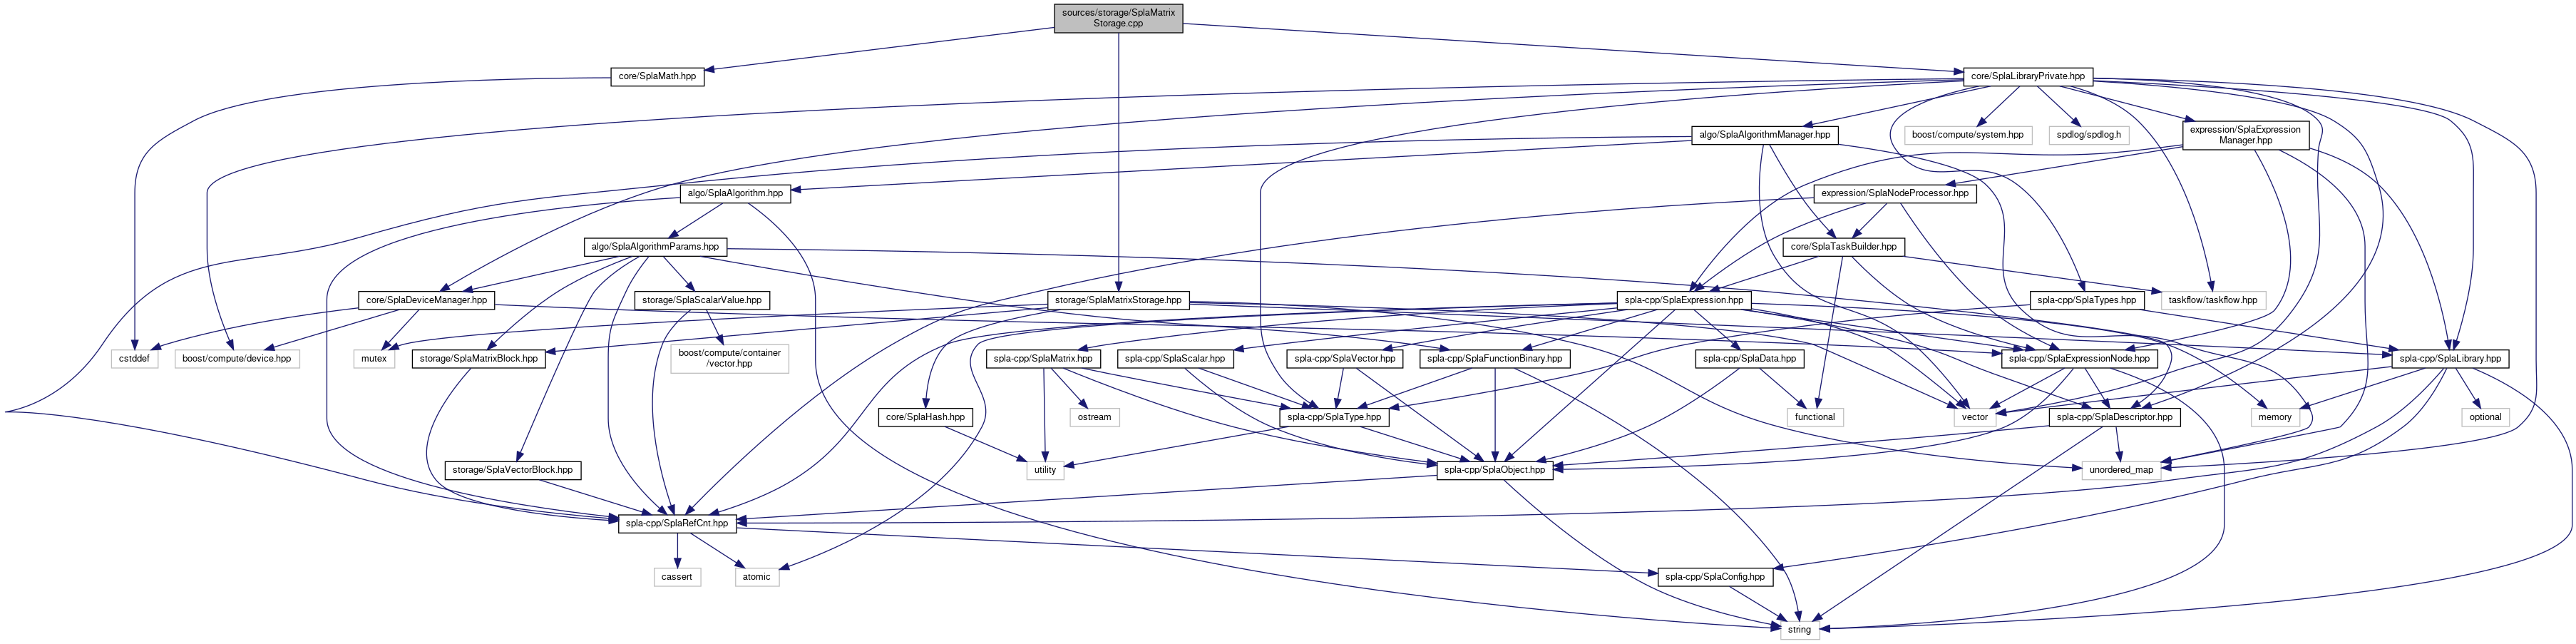 sources/storage/SplaMatrix
Storage.cpp
core/SplaMath.hpp
core/SplaLibraryPrivate.hpp
algo/SplaAlgorithmManager.hpp
boost/compute/system.hpp
spdlog/spdlog.h
expression/SplaExpression
Manager.hpp
algo/SplaAlgorithm.hpp
expression/SplaNodeProcessor.hpp
algo/SplaAlgorithmParams.hpp
core/SplaTaskBuilder.hpp
core/SplaDeviceManager.hpp
storage/SplaScalarValue.hpp
storage/SplaMatrixStorage.hpp
spla-cpp/SplaExpression.hpp
spla-cpp/SplaTypes.hpp
taskflow/taskflow.hpp
cstddef
boost/compute/device.hpp
mutex
storage/SplaMatrixBlock.hpp
boost/compute/container
/vector.hpp
spla-cpp/SplaMatrix.hpp
spla-cpp/SplaScalar.hpp
spla-cpp/SplaVector.hpp
spla-cpp/SplaFunctionBinary.hpp
spla-cpp/SplaData.hpp
spla-cpp/SplaExpressionNode.hpp
spla-cpp/SplaLibrary.hpp
core/SplaHash.hpp
ostream
spla-cpp/SplaType.hpp
functional
vector
spla-cpp/SplaDescriptor.hpp
memory
optional
storage/SplaVectorBlock.hpp
utility
spla-cpp/SplaObject.hpp
unordered_map
spla-cpp/SplaRefCnt.hpp
cassert
atomic
spla-cpp/SplaConfig.hpp
string